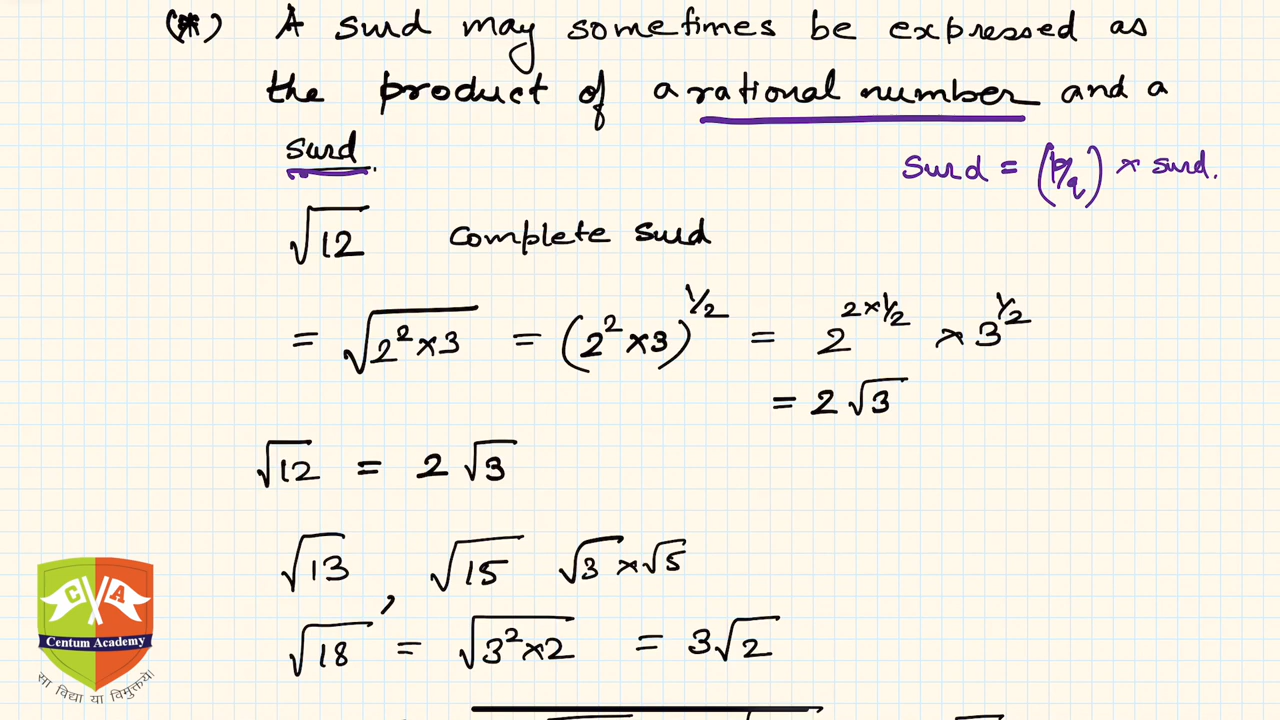 (*) A surd may sometimes be expressed as
the product of a rational number and a
surd.
surd = (p/q) × surd.
√12 complete surd
= √(2² × 3) = (2² × 3)^(1/2) = 2^(2×1/2) × 3^(1/2)
= 2√3
√12 = 2√3
√13 , √15 √3 × √5
√18 = √(3² × 2) = 3√2
C A
Centum Academy
सा विद्या या विमुक्तये।